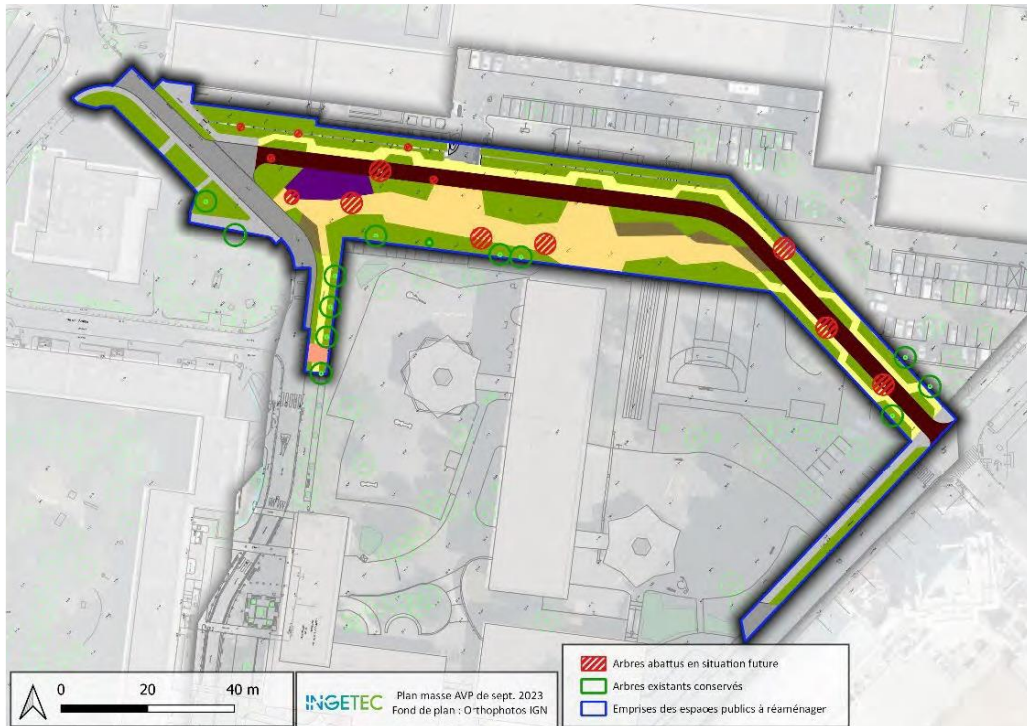 0 20 40 m
INGETEC
Plan masse AVP de sept. 2023
Fond de plan : Orthophotos IGN
Arbres abattus en situation future
Arbres existants conservés
Emprises des espaces publics à réaménager